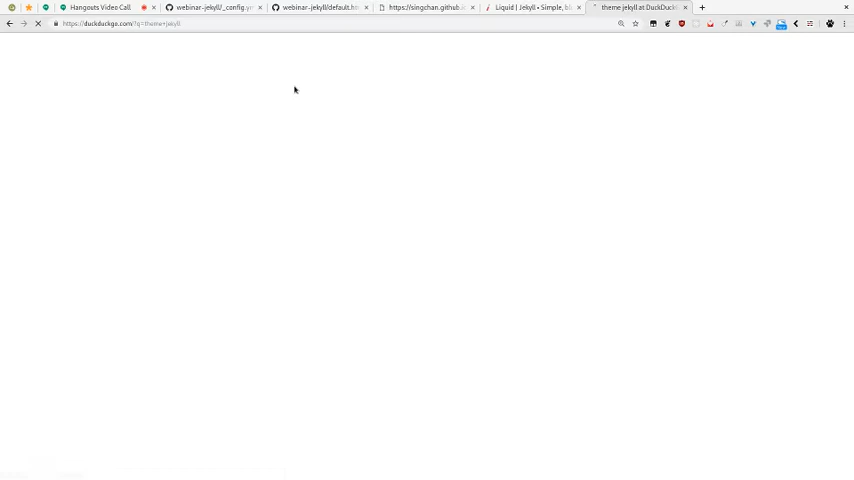 Hangouts Video Call
webinar-jekyll/_config.ym
webinar-jekyll/default.htm
https://singchan.github.io
Liquid | Jekyll • Simple, bl
theme jekyll at DuckDuckG
https://duckduckgo.com/?q=theme+jekyll